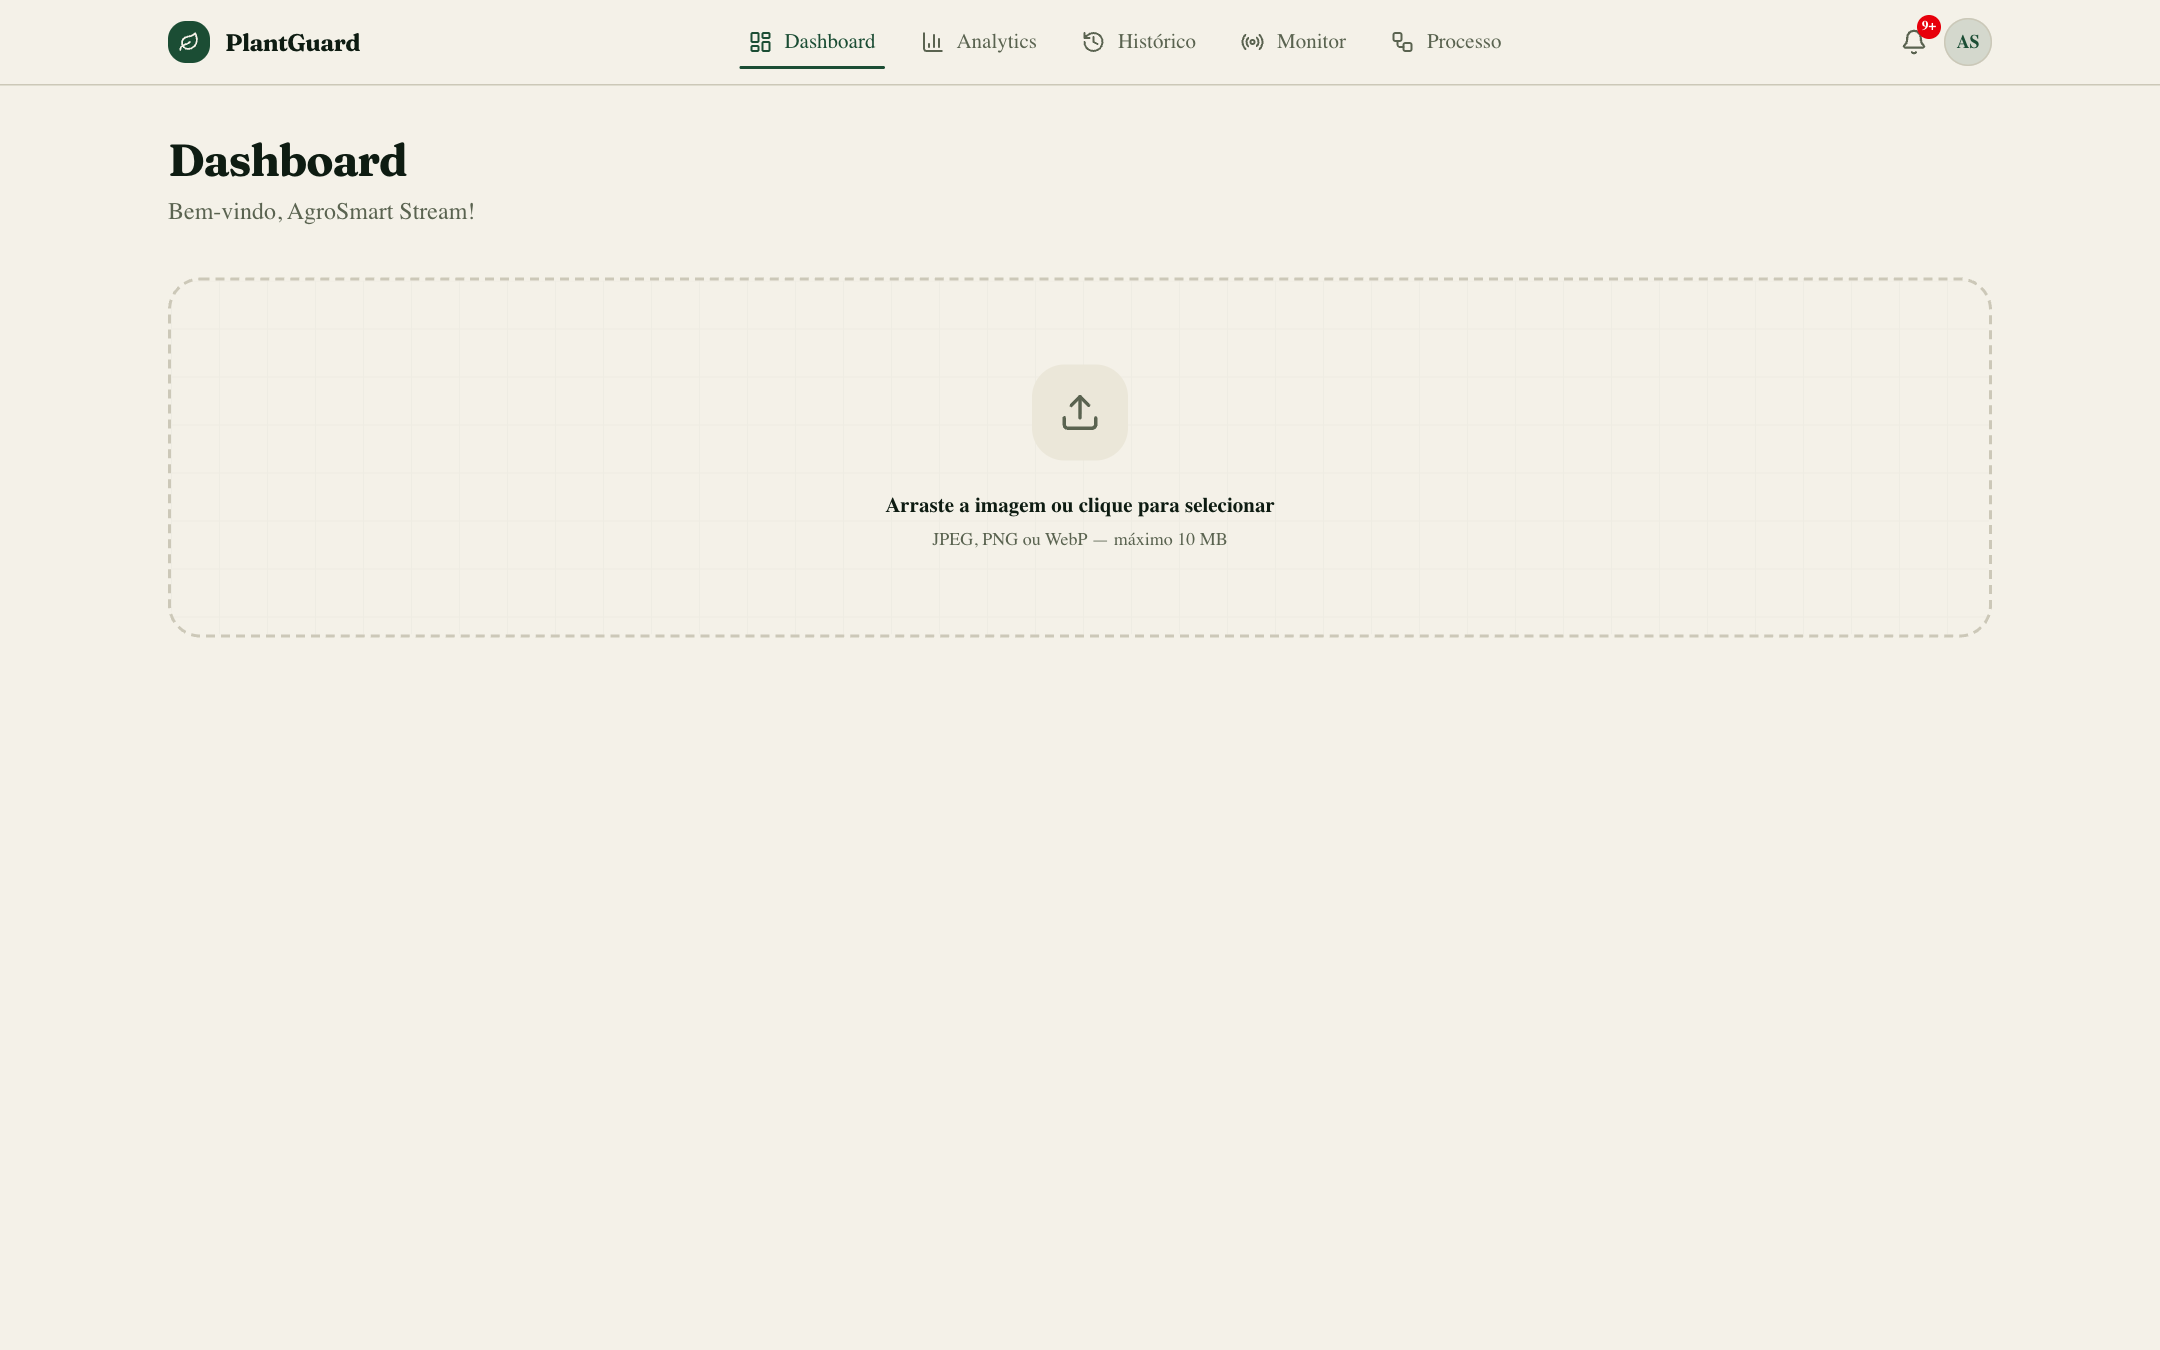 PlantGuard
Dashboard
Analytics
Histórico
Monitor
Processo
9+
AS
Dashboard
Bem-vindo, AgroSmart Stream!
Arraste a imagem ou clique para selecionar
JPEG, PNG ou WebP — máximo 10 MB